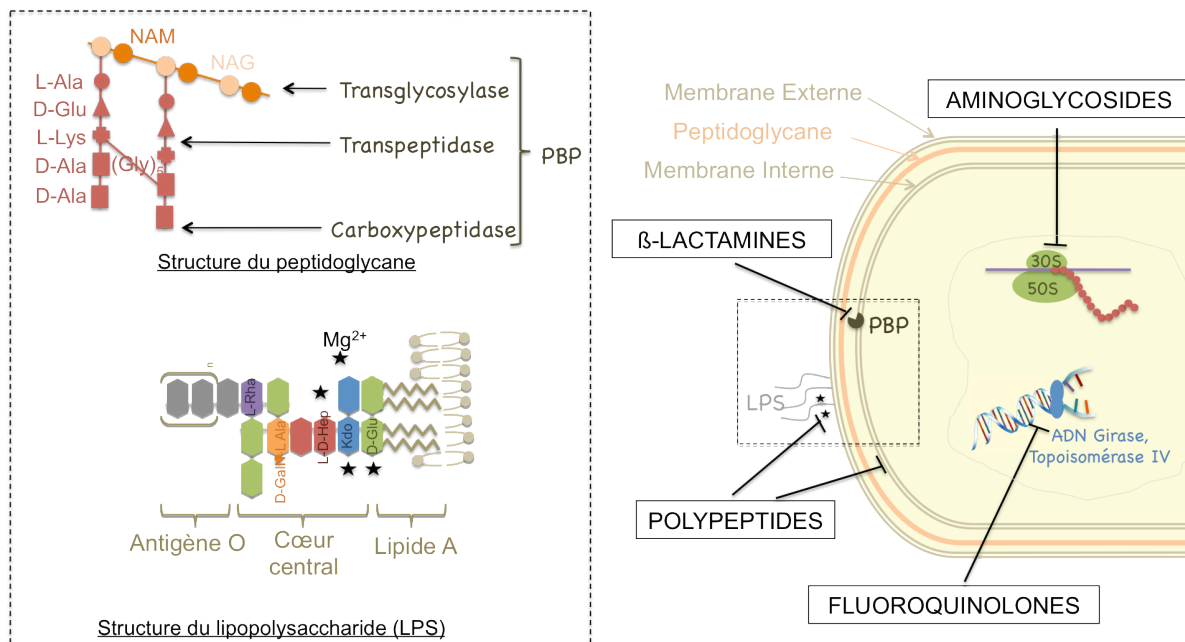 NAM
NAG
L-Ala
D-Glu
L-Lys
D-Ala
(Gly)5
D-Ala
Transglycosylase
Transpeptidase
Carboxypeptidase
PBP
Structure du peptidoglycane
Mg2+
n
L-Rha
D-GalN
L-Ala
L-D-Hep
Kdo
D-Glu
Antigène O
Cœur
central
Lipide A
Structure du lipopolysaccharide (LPS)
Membrane Externe
Peptidoglycane
Membrane Interne
AMINOGLYCOSIDES
ß-LACTAMINES
30S
50S
PBP
LPS
ADN Girase,
Topoisomérase IV
POLYPEPTIDES
FLUOROQUINOLONES